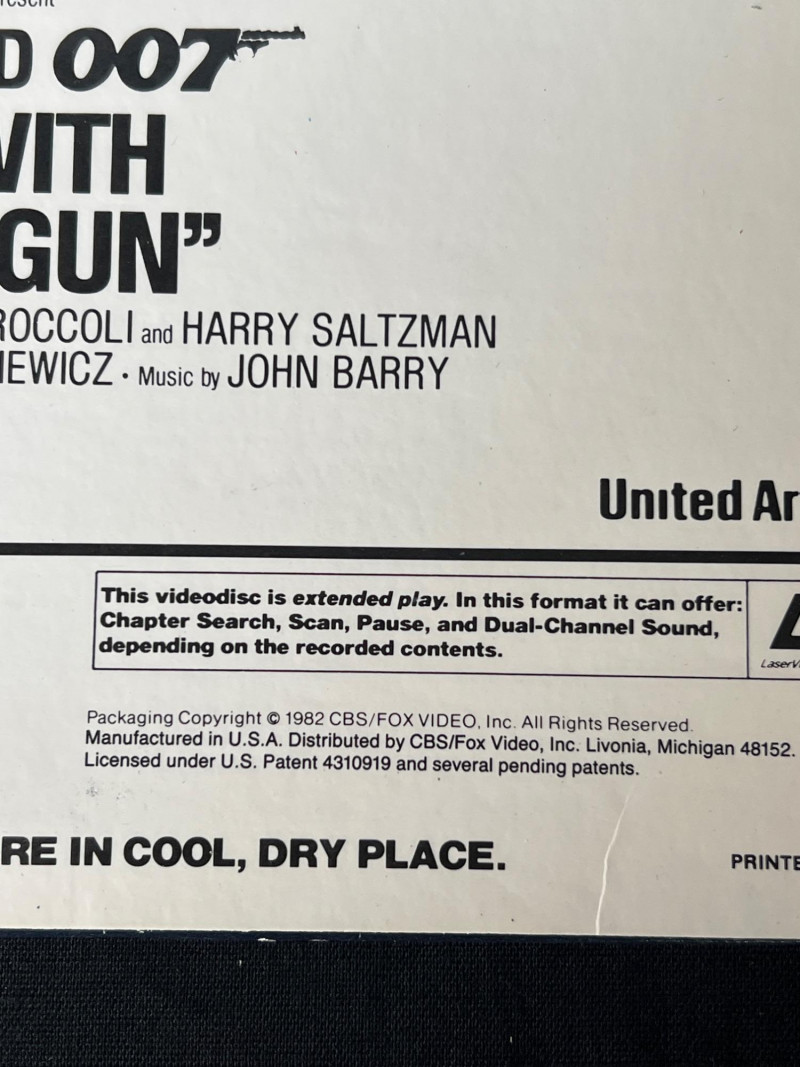 resent
D 007
WITH
GUN”
ROCCOLI and HARRY SALTZMAN
IEWICZ · Music by JOHN BARRY
United Ar
This videodisc is extended play. In this format it can offer:
Chapter Search, Scan, Pause, and Dual-Channel Sound,
depending on the recorded contents.
LaserV
Packaging Copyright © 1982 CBS/FOX VIDEO, Inc. All Rights Reserved.
Manufactured in U.S.A. Distributed by CBS/Fox Video, Inc. Livonia, Michigan 48152.
Licensed under U.S. Patent 4310919 and several pending patents.
RE IN COOL, DRY PLACE.
PRINTE